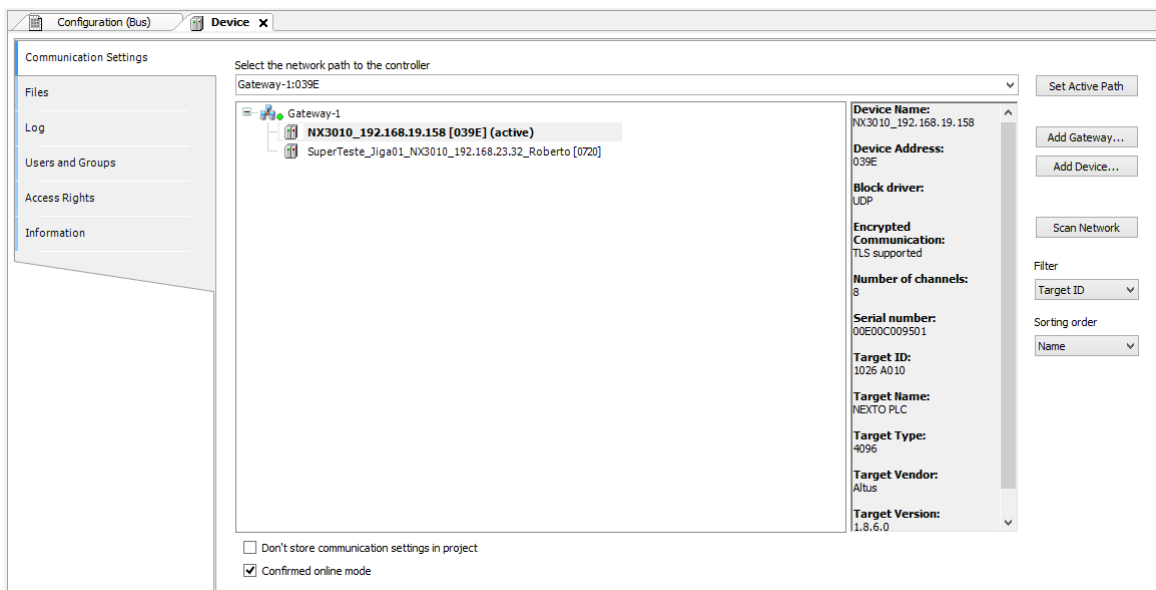 Configuration (Bus)
Device x
Communication Settings
Files
Log
Users and Groups
Access Rights
Information
Select the network path to the controller
Gateway-1:039E
Gateway-1
NX3010_192.168.19.158 [039E] (active)
SuperTeste_Jiga01_NX3010_192.168.23.32_Roberto [0720]
Device Name:
NX3010_192.168.19.158
Device Address:
039E
Block driver:
UDP
Encrypted
Communication:
TLS supported
Number of channels:
8
Serial number:
00E00C009501
Target ID:
1026 A010
Target Name:
NEXTO PLC
Target Type:
4096
Target Vendor:
Altus
Target Version:
1.8.6.0
Set Active Path
Add Gateway...
Add Device...
Scan Network
Filter
Target ID
Sorting order
Name
Don't store communication settings in project
Confirmed online mode